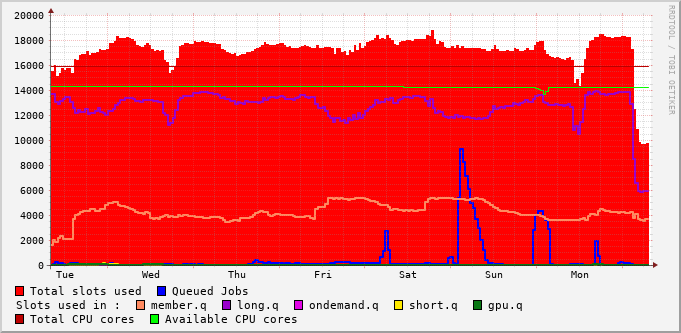 20000
18000
16000
14000
12000
10000
8000
6000
4000
2000
0
Tue Wed Thu Fri Sat Sun Mon
RRDTOOL / TOBI OETIKER
Total slots used Queued Jobs
Slots used in : member.q long.q ondemand.q short.q gpu.q
Total CPU cores Available CPU cores